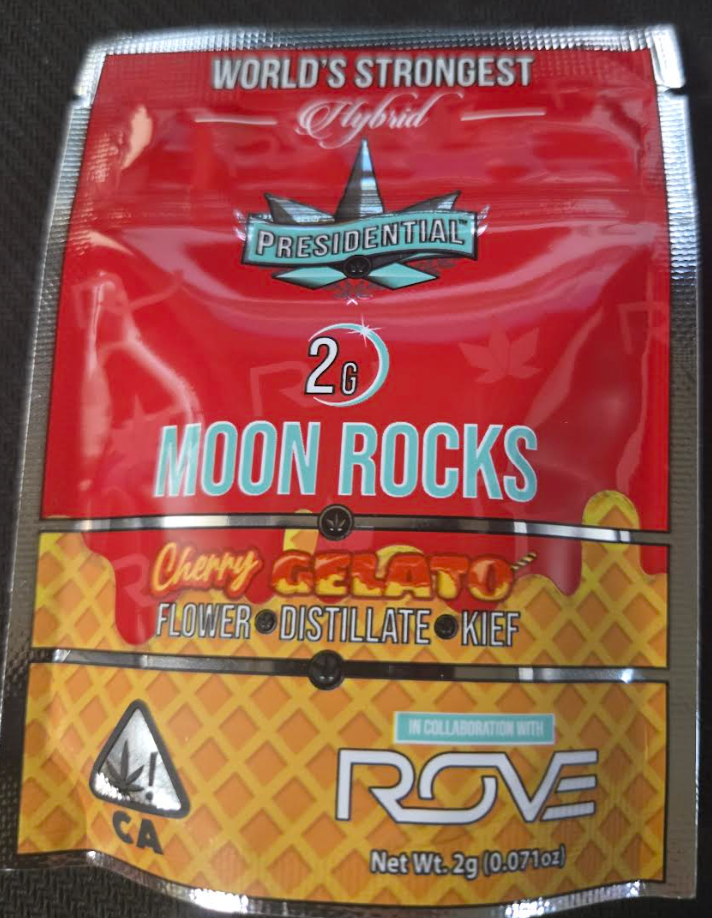 WORLD'S STRONGEST
Hybrid
PRESIDENTIAL™
2G
MOON ROCKS
Cherry GELATO
FLOWER • DISTILLATE • KIEF
IN COLLABORATION WITH
ROVE
CA
Net Wt. 2g (0.071oz)